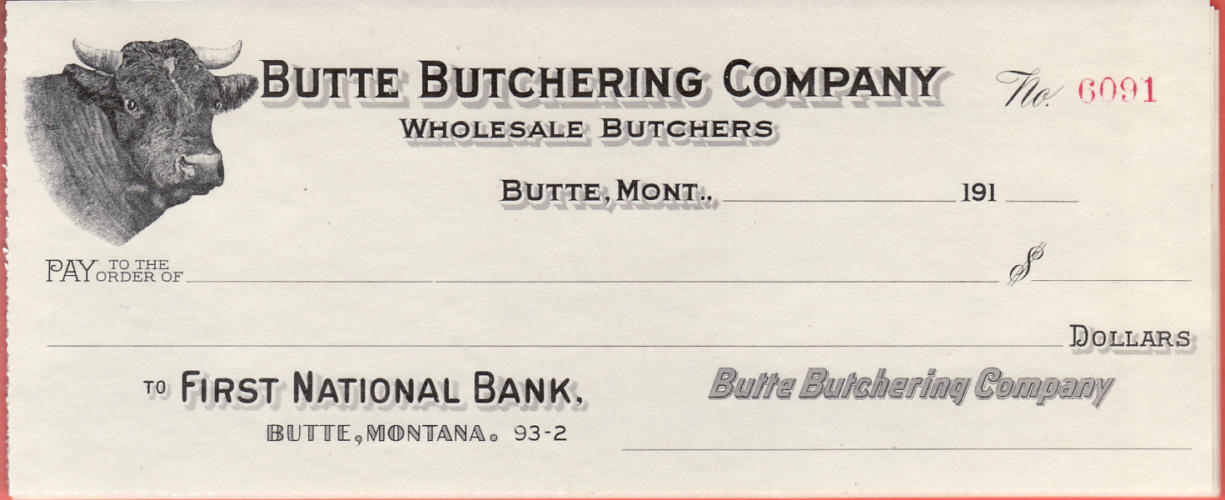 BUTTE BUTCHERING COMPANY
No. 6091
WHOLESALE BUTCHERS
BUTTE, MONT., 191
PAY TO THE ORDER OF $
DOLLARS
TO FIRST NATIONAL BANK,
BUTTE, MONTANA. 93-2
Butte Butchering Company